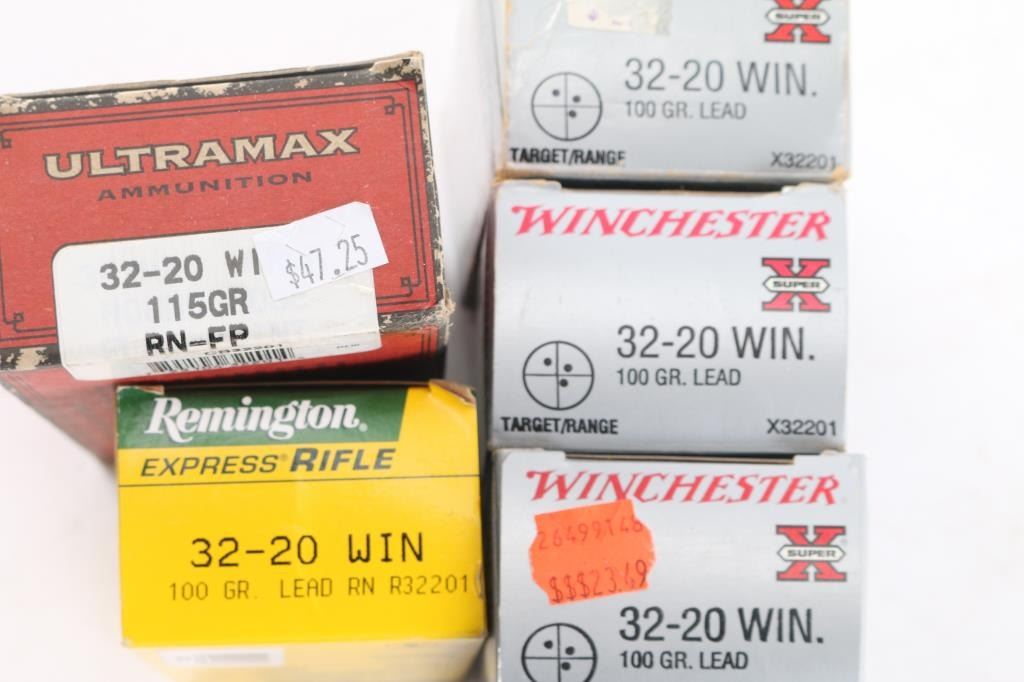 ULTRAMAX
AMMUNITION
32-20 WI
$47.25
115GR
RN-FP
CB32201
Remington.
EXPRESS® RIFLE
32-20 WIN
100 GR. LEAD RN R32201
X
SUPER
32-20 WIN.
100 GR. LEAD
TARGET/RANGE
X32201
WINCHESTER
X
SUPER
32-20 WIN.
100 GR. LEAD
TARGET/RANGE
X32201
WINCHESTER
26499146
$$$23.49
X
SUPER
32-20 WIN.
100 GR. LEAD